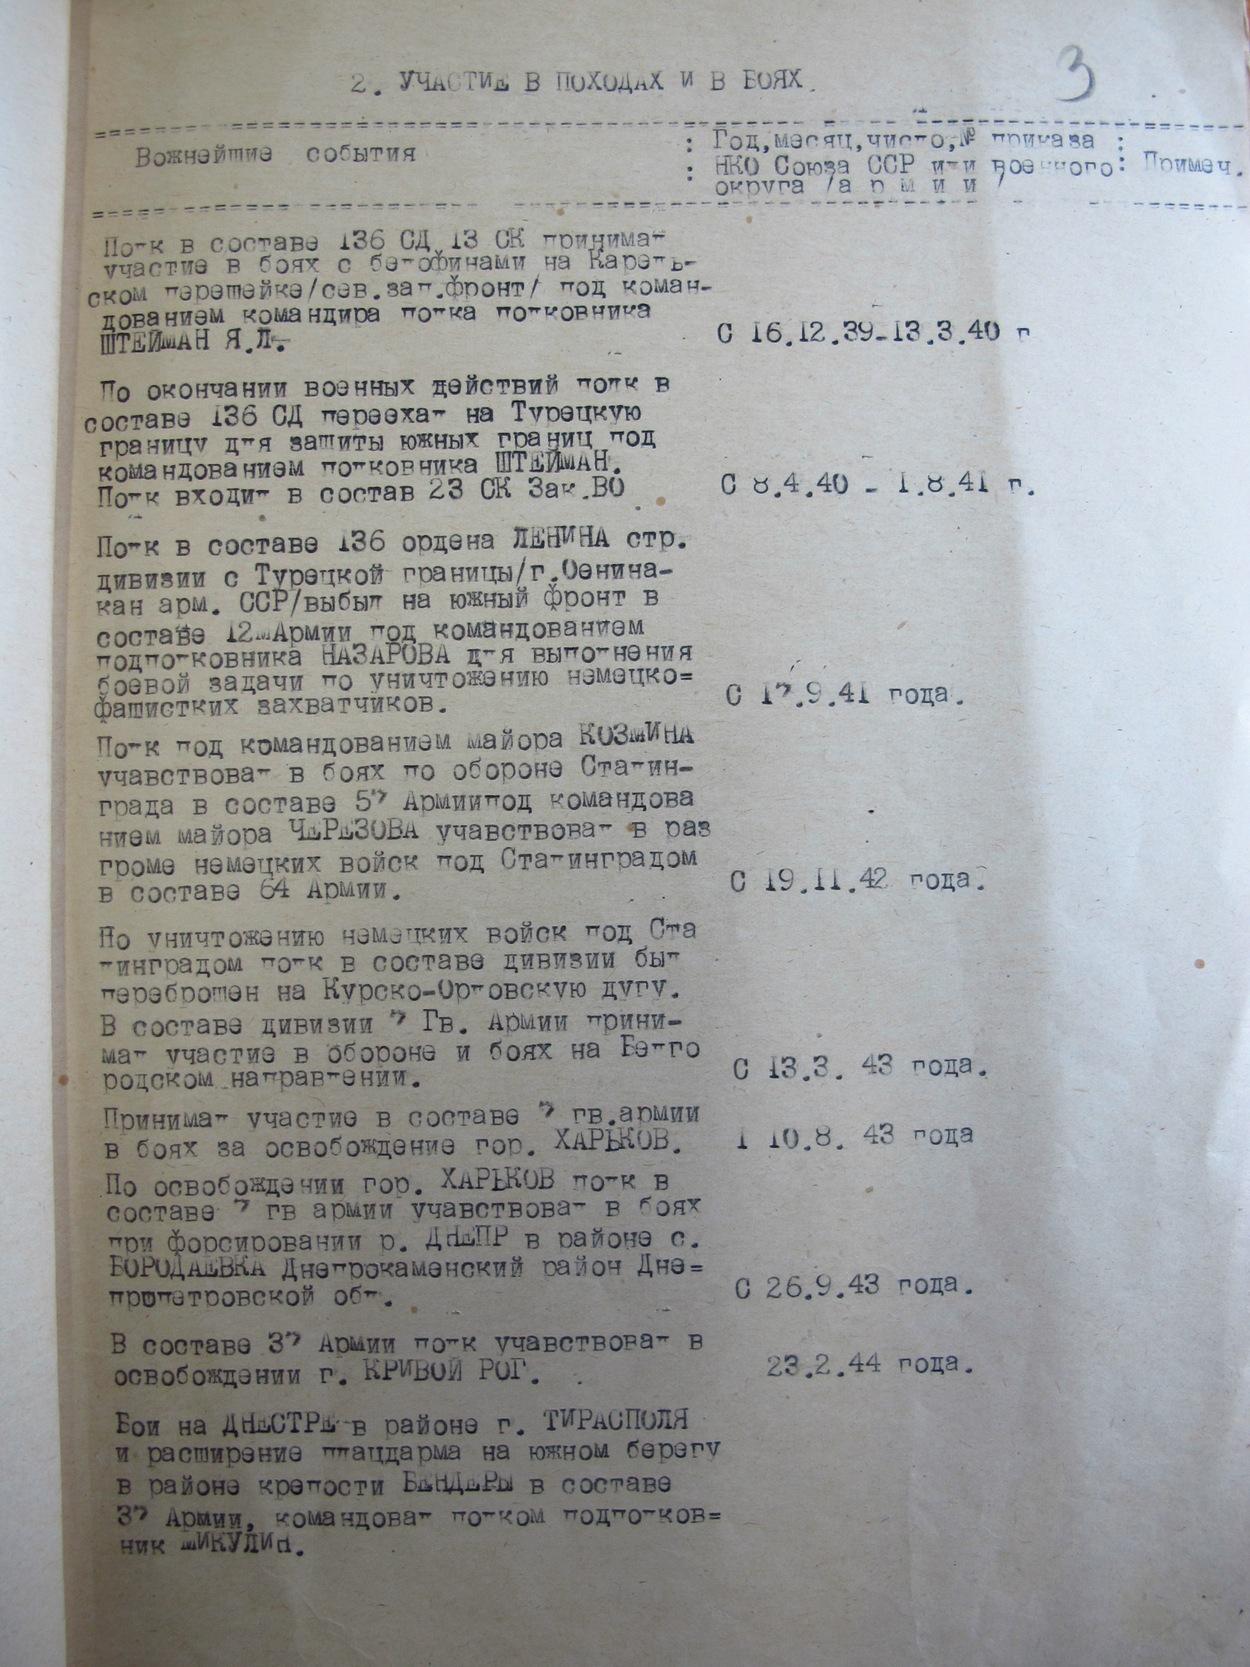 3
2. УЧАСТИЕ В ПОХОДАХ И В БОЯХ.
Вожнейшие события : Год,месяц,число,№ приказа :
: НКО Союза ССР или военного : Примеч.
: округа /а р м и и /
Полк в составе 136 СД 13 СК принимал
участие в боях с белофинами на Карель-
ском перешейке/сев.зап.фронт/ под коман-
дованием командира полка полковника
ШТЕЙМАН Я.Л. С 16.12.39-13.3.40 г
По окончании военных действий полк в
составе 136 СД переехал на Турецкую
границу для защиты южных границ под
командованием полковника ШТЕЙМАН.
Полк входил в состав 23 СК Зак.ВО С 8.4.40 - 1.8.41 г.
Полк в составе 136 ордена ЛЕНИНА стр.
дивизии с Турецкой границы/г.Оенина-
кан арм. ССР/выбыл на южный фронт в
составе 12мАрмии под командованием
подполковника НАЗАРОВА для выполнения
боевой задачи по уничтожению немецко=
фашистких захватчиков. С 17.9.41 года.
Полк под командованием майора КОЗМИНА
учавствовал в боях по обороне Сталин-
града в составе 57 Армиипод командова
нием майора ЧЕРЕЗОВА учавствовал в раз
громе немецких войск под Сталинградом
в составе 64 Армии. С 19.11.42 года.
По уничтожению немецких войск под Ста
линградом полк в составе дивизии был
переброшен на Курско-Орловскую дугу.
В составе дивизии 7 Гв. Армии прини-
мал участие в обороне и боях на Белго
родском направлении. С 13.3. 43 года.
Принимал участие в составе 7 гв.армии
в боях за освобождение гор. ХАРЬКОВ. 1 10.8. 43 года
По освобождении гор. ХАРЬКОВ полк в
составе 7 гв армии учавствовал в боях
при форсировании р. ДНЕПР в районе с.
БОРОДАЕВКА Днепрокаменский район Дне=
пропетровской обл. С 26.9.43 года.
В составе 37 Армии полк учавствовал в
освобождении г. КРИВОЙ РОГ. 23.2.44 года.
Бои на ДНЕСТРЕ в районе г. ТИРАСПОЛЯ
и расширение плацдарма на южном берегу
в районе крепости БЕНДЕРЫ в составе
37 Армии, командовал полком подполков=
ник ШИКУЛИН.